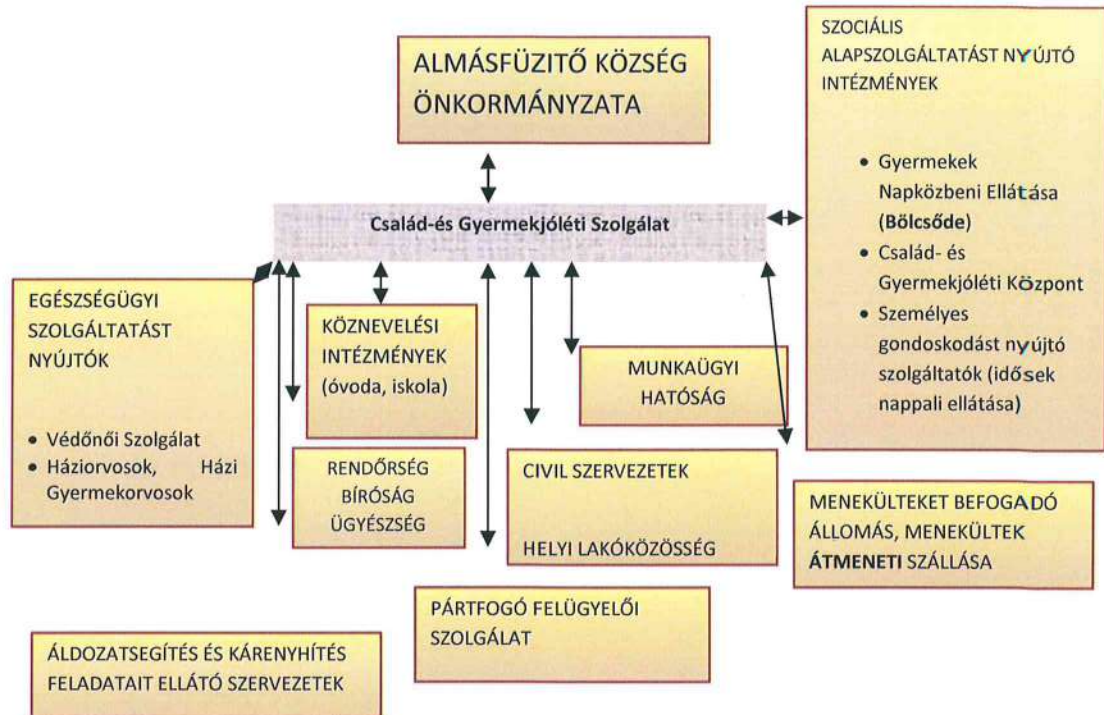 ALMÁSFÜZITŐ KÖZSÉG
ÖNKORMÁNYZATA
SZOCIÁLIS
ALAPSZOLGÁLTATÁST NYÚJTÓ
INTÉZMÉNYEK
• Gyermekek
Napközbeni Ellátása
(Bölcsőde)
• Család- és
Gyermekjóléti Központ
• Személyes
gondoskodást nyújtó
szolgáltatók (idősek
nappali ellátása)
Család-és Gyermekjóléti Szolgálat
EGÉSZSÉGÜGYI
SZOLGÁLTATÁST
NYÚJTÓK
• Védőnői Szolgálat
• Háziorvosok, Házi
Gyermekorvosok
KÖZNEVELÉSI
INTÉZMÉNYEK
(óvoda, iskola)
MUNKAÜGYI
HATÓSÁG
RENDŐRSÉG
BÍRÓSÁG
ÜGYÉSZSÉG
CIVIL SZERVEZETEK
HELYI LAKÓKÖZÖSSÉG
MENEKÜLTEKET BEFOGADÓ
ÁLLOMÁS, MENEKÜLTEK
ÁTMENETI SZÁLLÁSA
PÁRTFOGÓ FELÜGYELŐI
SZOLGÁLAT
ÁLDOZATSEGÍTÉS ÉS KÁRENYHÍTÉS
FELADATAIT ELLÁTÓ SZERVEZETEK